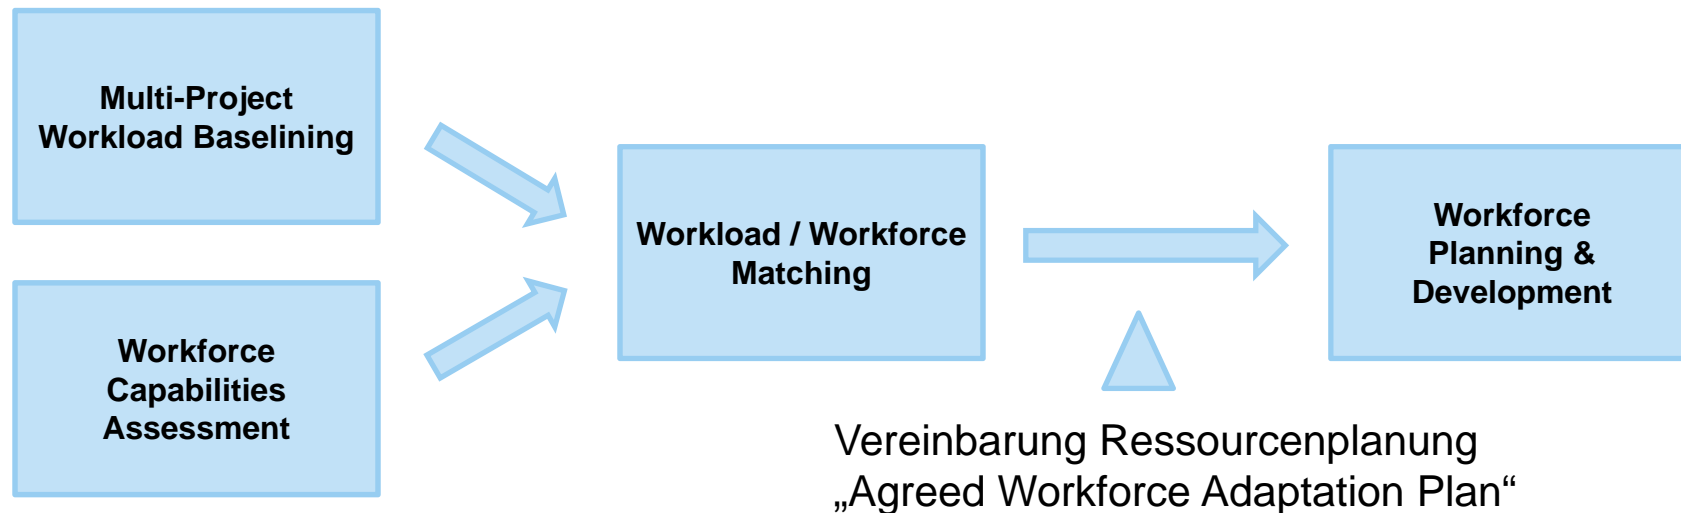 Multi-Project
Workload Baselining
Workforce
Capabilities
Assessment
Workload / Workforce
Matching
Workforce
Planning &
Development
Vereinbarung Ressourcenplanung
„Agreed Workforce Adaptation Plan“